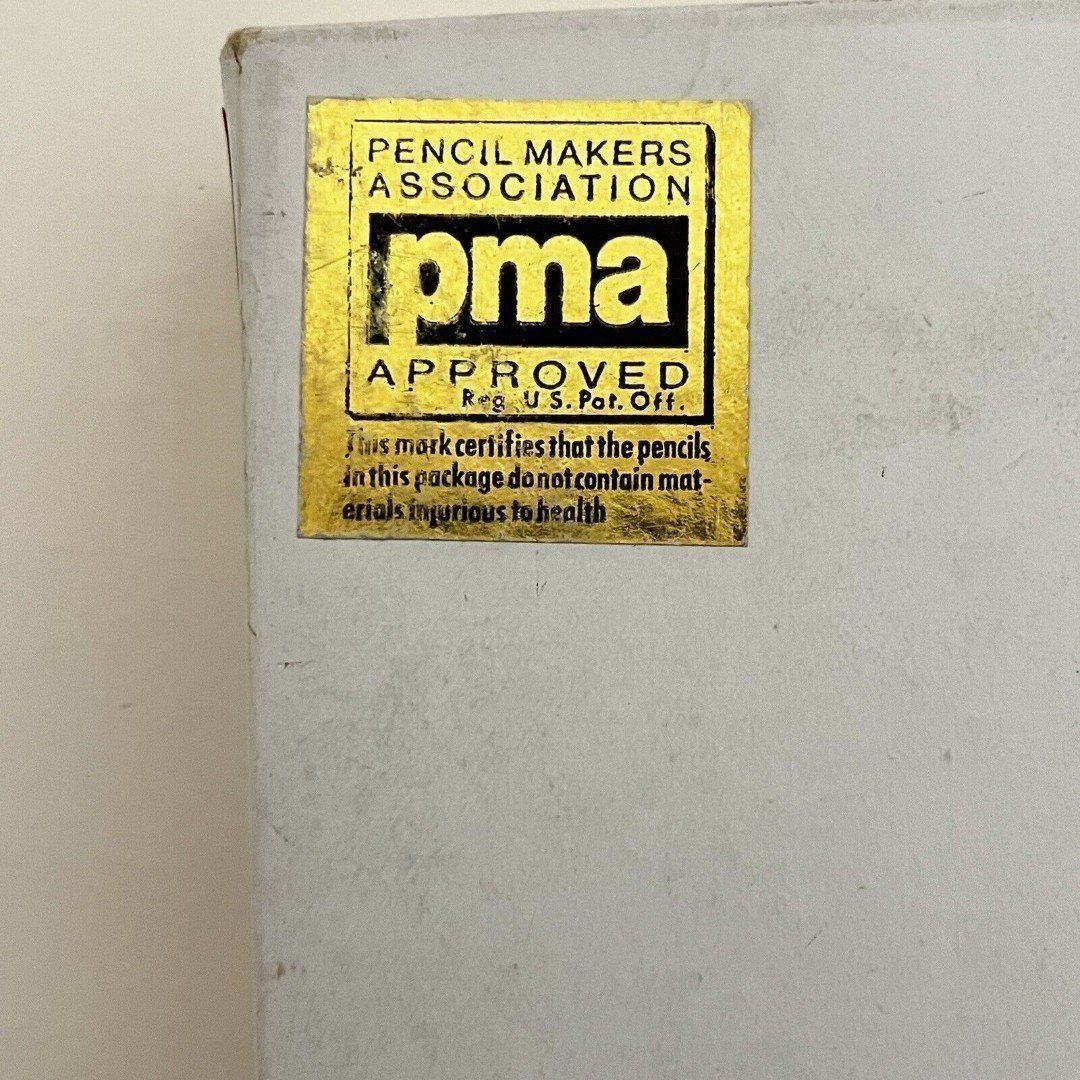 PENCIL MAKERS
ASSOCIATION
pma
APPROVED
Reg. U.S. Pat. Off.
This mark certifies that the pencils
in this package do not contain mat-
erials injurious to health